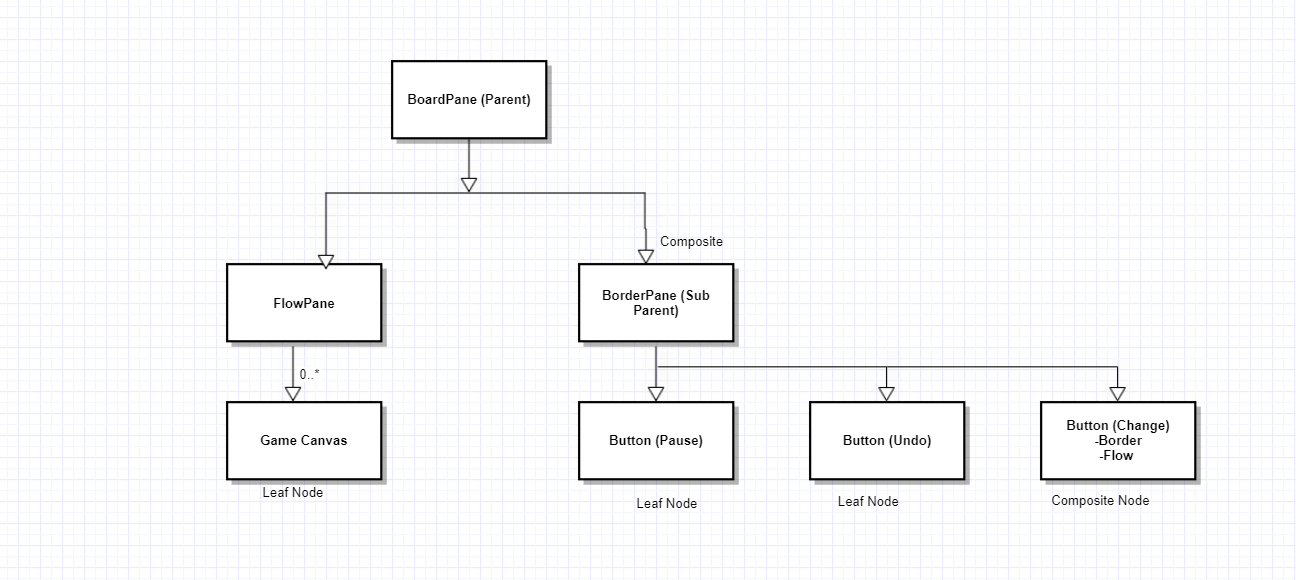 BoardPane (Parent)
Composite
FlowPane
BorderPane (Sub
Parent)
0..*
Game Canvas
Button (Pause)
Button (Undo)
Button (Change)
-Border
-Flow
Leaf Node
Leaf Node
Leaf Node
Composite Node